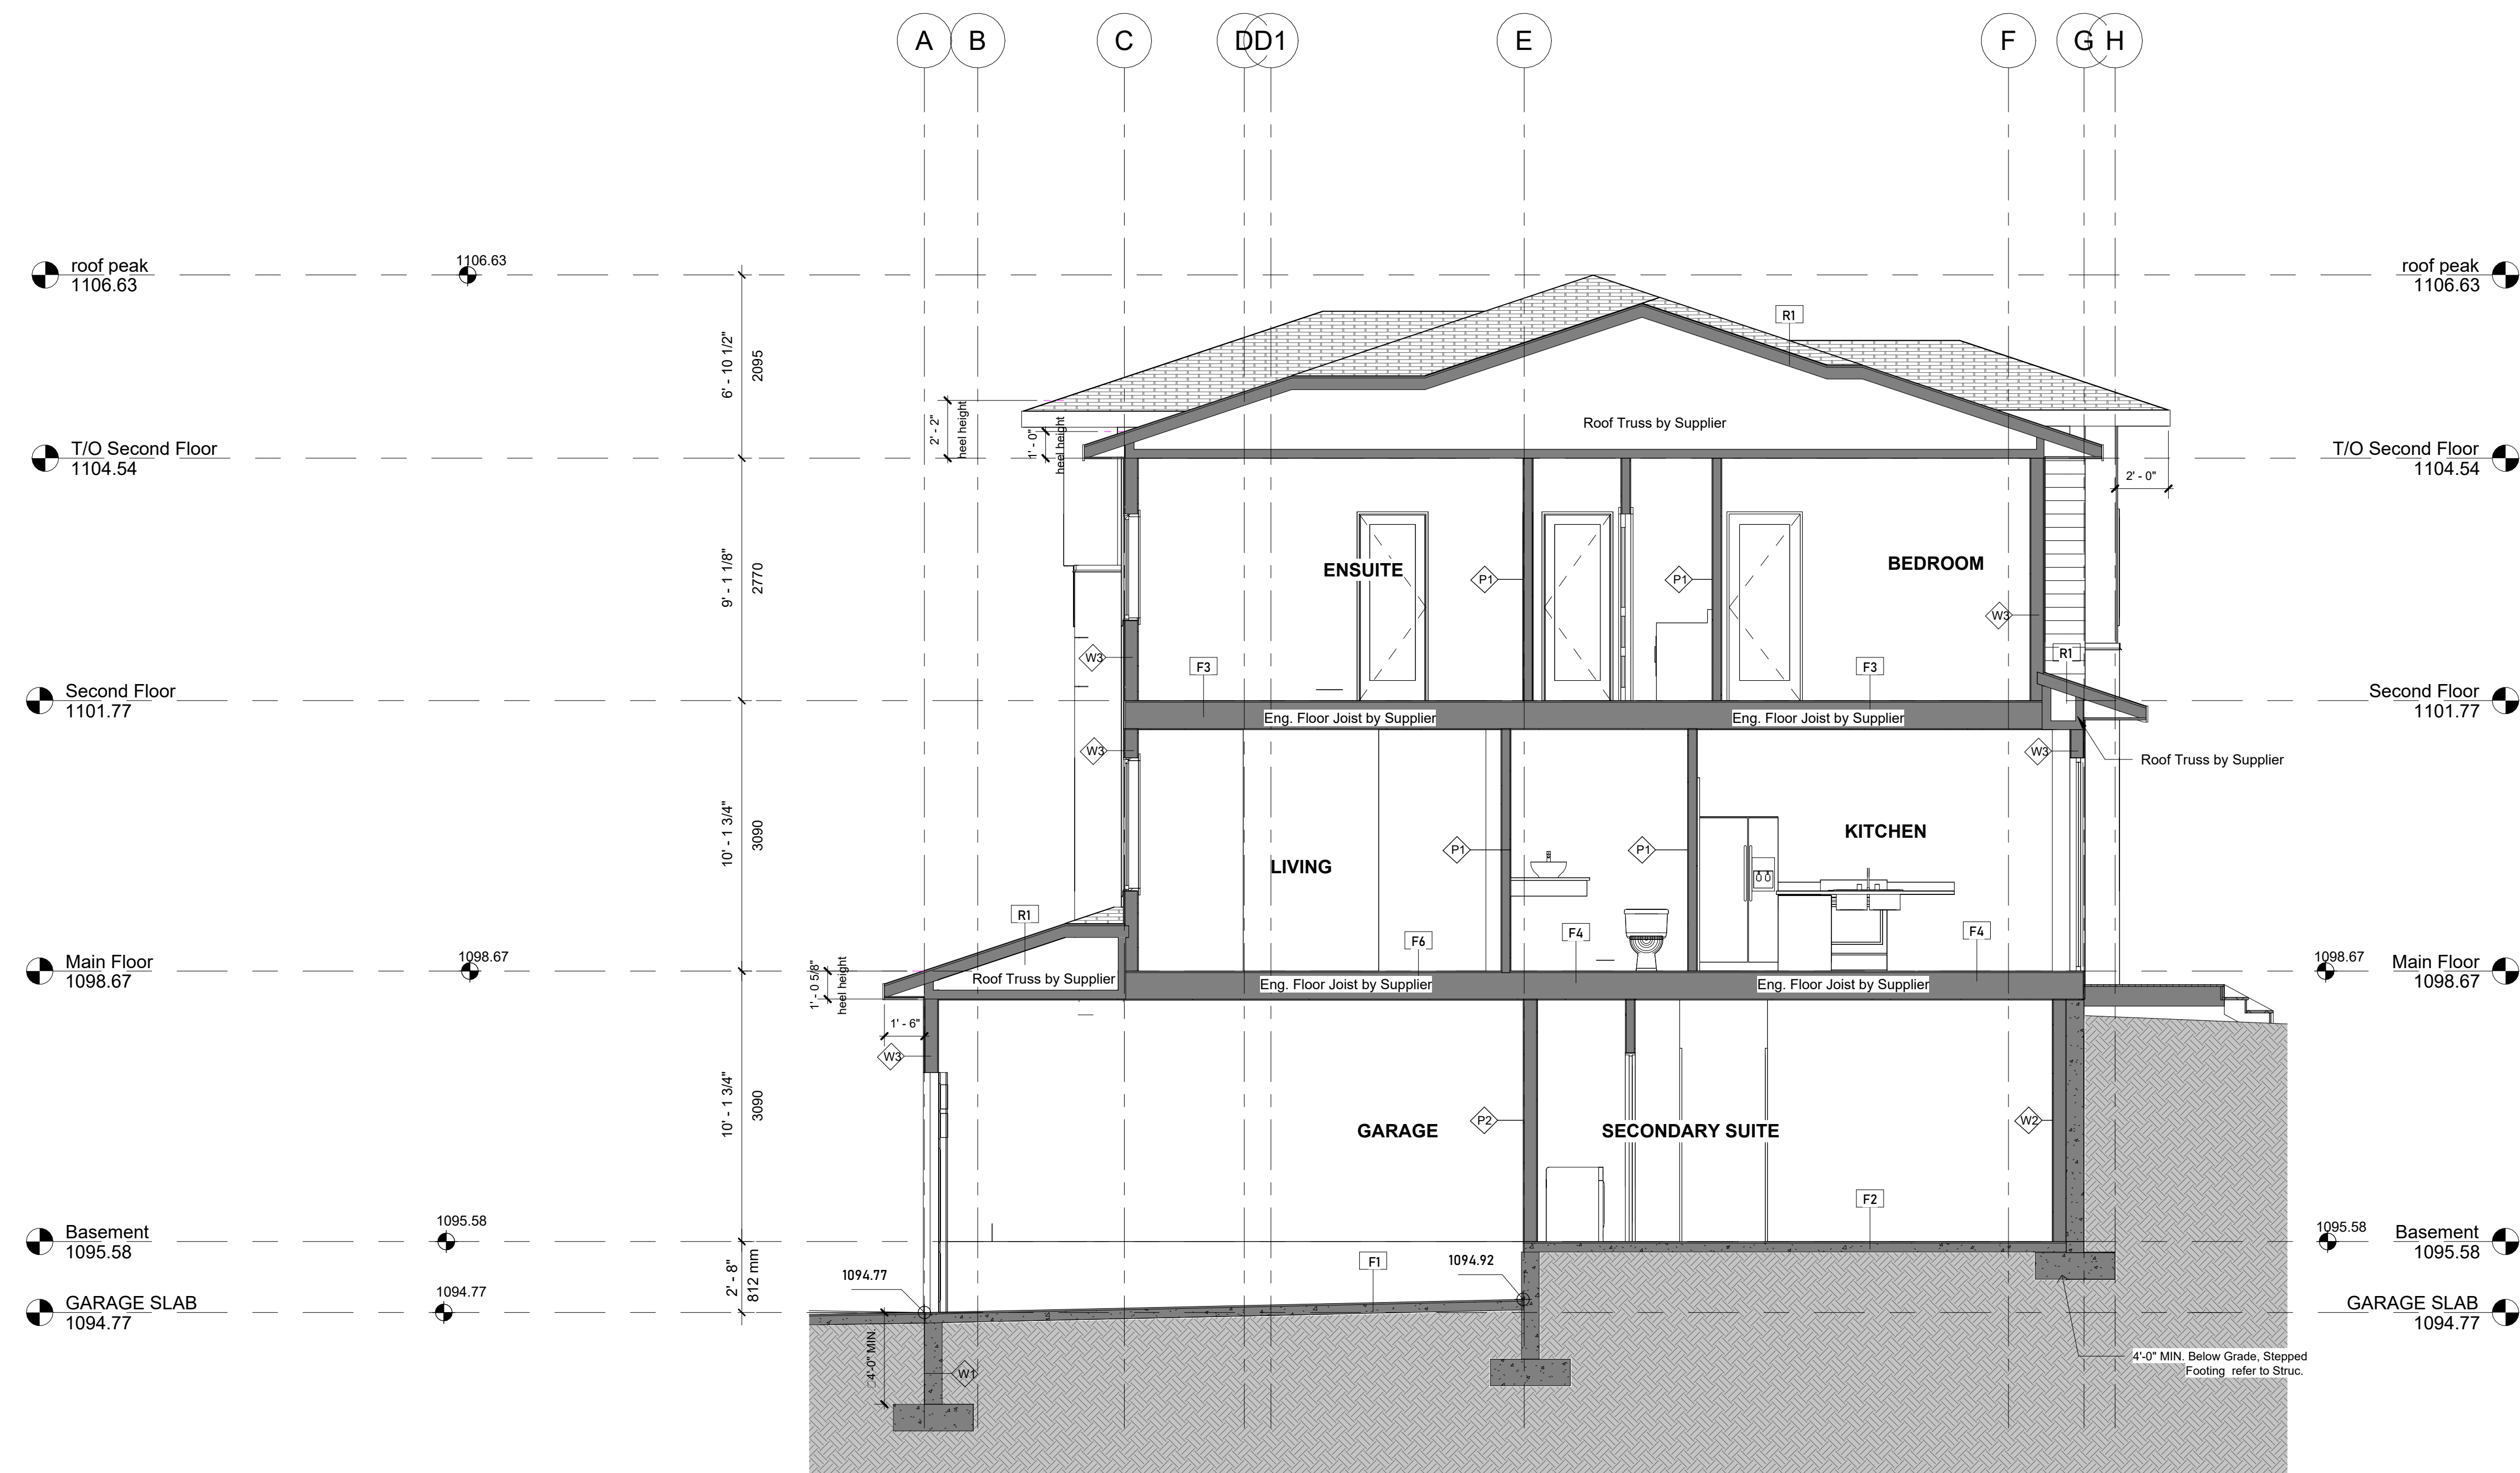 A
B
C
D
D1
E
F
G
H
roof peak
1106.63
1106.63
roof peak
1106.63
R1
6' - 10 1/2"
2095
2' - 2"
heel height
1' - 0"
heel height
Roof Truss by Supplier
T/O Second Floor
1104.54
T/O Second Floor
1104.54
2' - 0"
9' - 1 1/8"
2770
ENSUITE
P1
P1
BEDROOM
W3
W3
F3
F3
R1
Second Floor
1101.77
Second Floor
1101.77
Eng. Floor Joist by Supplier
Eng. Floor Joist by Supplier
W3
W3
Roof Truss by Supplier
10' - 1 3/4"
3090
LIVING
P1
P1
KITCHEN
R1
F6
F4
F4
Main Floor
1098.67
1098.67
1098.67
Main Floor
1098.67
1' - 0 5/8"
heel height
Roof Truss by Supplier
Eng. Floor Joist by Supplier
Eng. Floor Joist by Supplier
1' - 6"
W3
10' - 1 3/4"
3090
GARAGE
P2
SECONDARY SUITE
W2
F2
Basement
1095.58
1095.58
1095.58
Basement
1095.58
2' - 8"
812 mm
1094.77
F1
1094.92
GARAGE SLAB
1094.77
1094.77
GARAGE SLAB
1094.77
4'-0" MIN.
W1
4'-0" MIN. Below Grade, Stepped
Footing refer to Struc.